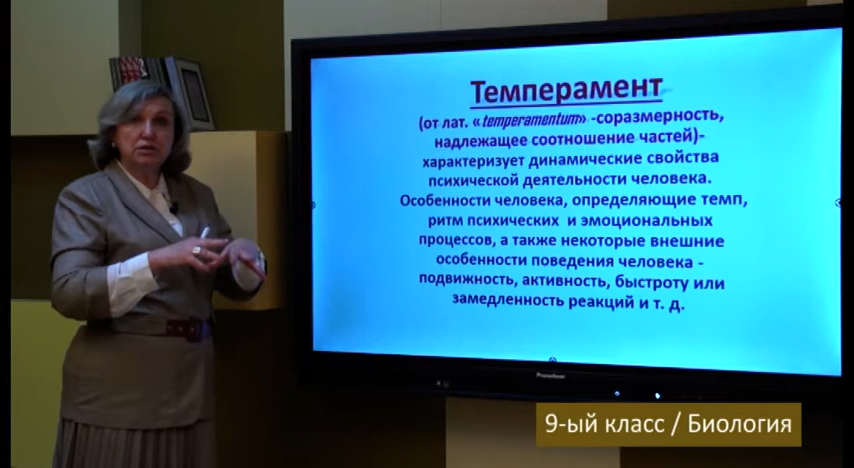 Темперамент
(от лат. «temperamentum» -соразмерность,
надлежащее соотношение частей)-
характеризует динамические свойства
психической деятельности человека.
Особенности человека, определяющие темп,
ритм психических и эмоциональных
процессов, а также некоторые внешние
особенности поведения человека -
подвижность, активность, быстроту или
замедленность реакций и т. д.
Promethean
9-ый класс / Биология